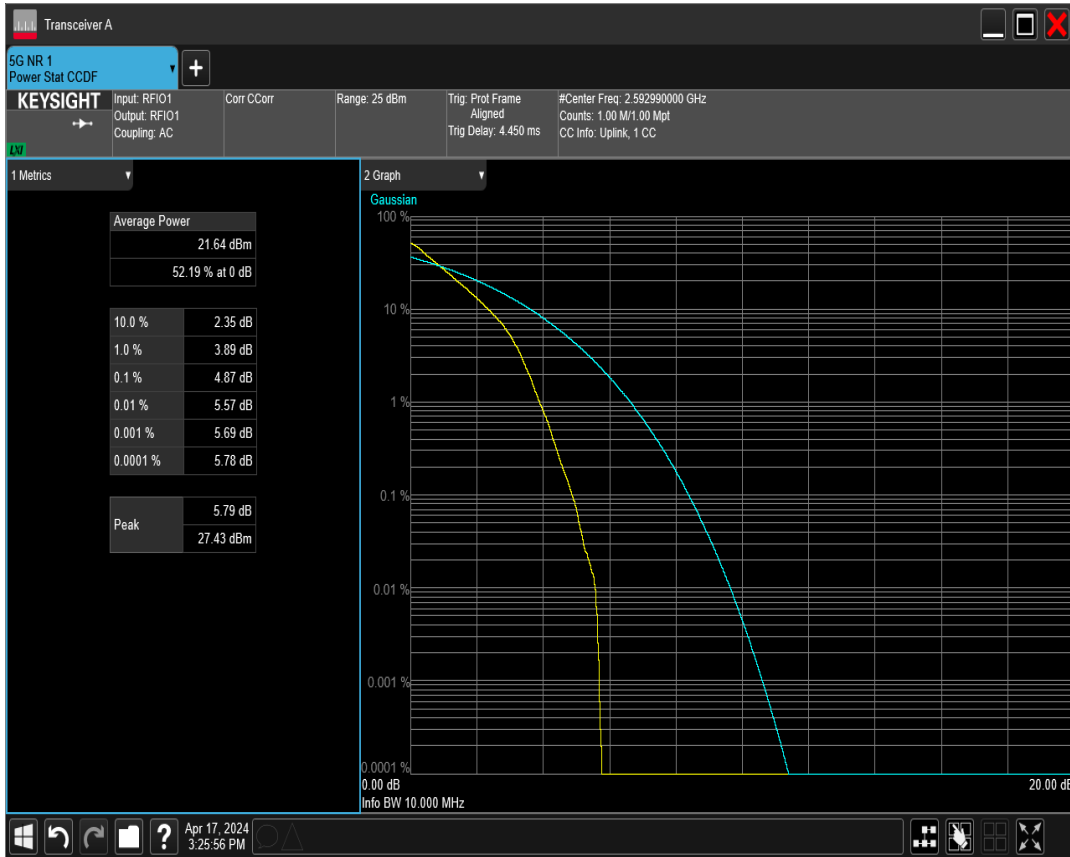 Transceiver A
5G NR 1
Power Stat CCDF
KEYSIGHT
LXI
Input: RFIO1
Output: RFIO1
Coupling: AC
Corr CCorr
Range: 25 dBm
Trig: Prot Frame
Aligned
Trig Delay: 4.450 ms
#Center Freq: 2.592990000 GHz
Counts: 1.00 M/1.00 Mpt
CC Info: Uplink, 1 CC
1 Metrics
Average Power
21.64 dBm
52.19 % at 0 dB
10.0 % 2.35 dB
1.0 % 3.89 dB
0.1 % 4.87 dB
0.01 % 5.57 dB
0.001 % 5.69 dB
0.0001 % 5.78 dB
Peak 5.79 dB
27.43 dBm
2 Graph
Gaussian
100 %
10 %
1 %
0.1 %
0.01 %
0.001 %
0.0001 %
0.00 dB 20.00 dB
Info BW 10.000 MHz
? Apr 17, 2024
3:25:56 PM